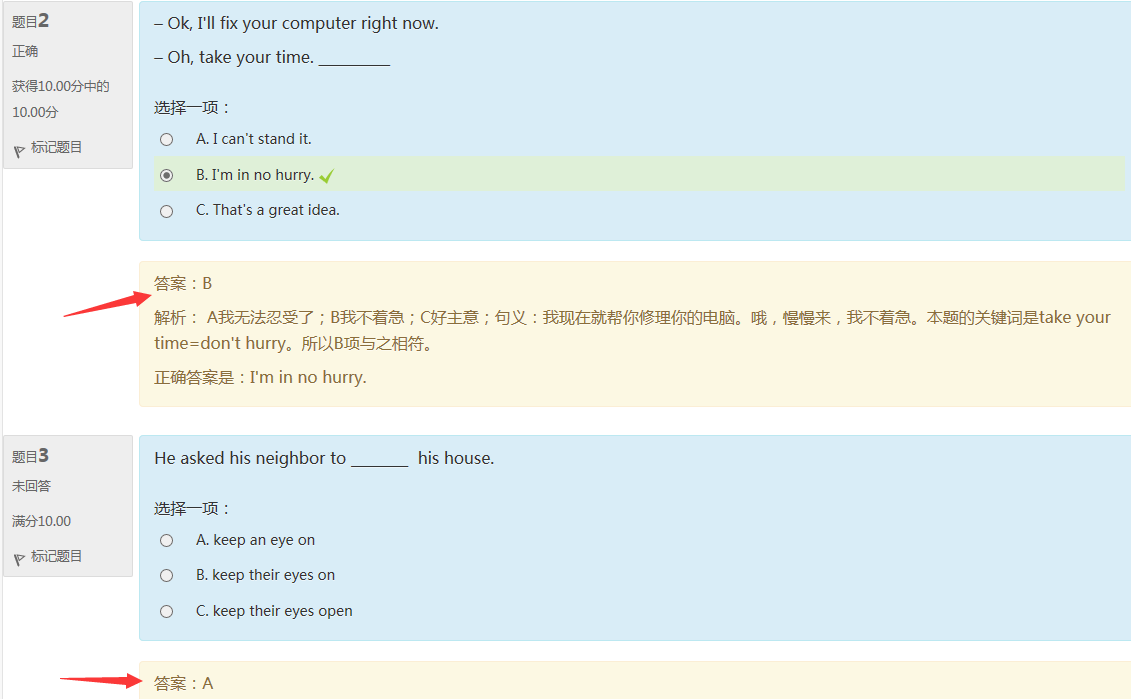 题目2
正确
获得10.00分中的
10.00分
标记题目
– Ok, I'll fix your computer right now.
– Oh, take your time. _________
选择一项：
A. I can't stand it.
B. I'm in no hurry.
C. That's a great idea.
答案：B
解析： A我无法忍受了；B我不着急；C好主意；句义：我现在就帮你修理你的电脑。哦，慢慢来，我不着急。本题的关键词是take your
time=don't hurry。所以B项与之相符。
正确答案是：I'm in no hurry.
题目3
未回答
满分10.00
标记题目
He asked his neighbor to _______ his house.
选择一项：
A. keep an eye on
B. keep their eyes on
C. keep their eyes open
答案：A